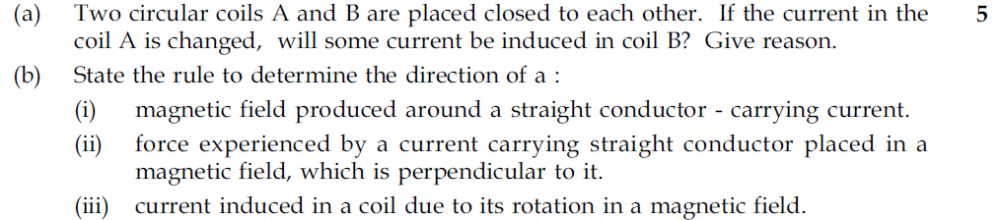 (a) Two circular coils A and B are placed closed to each other. If the current in the 5
coil A is changed, will some current be induced in coil B? Give reason.
(b) State the rule to determine the direction of a :
(i) magnetic field produced around a straight conductor - carrying current.
(ii) force experienced by a current carrying straight conductor placed in a
magnetic field, which is perpendicular to it.
(iii) current induced in a coil due to its rotation in a magnetic field.